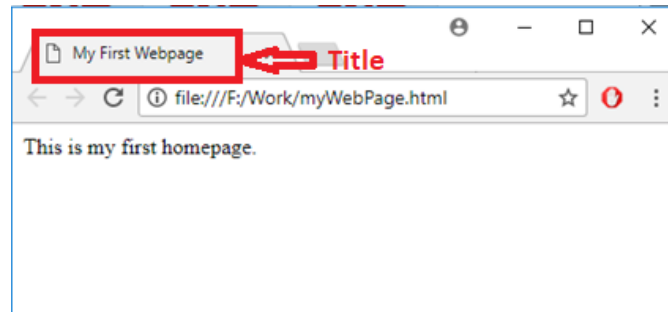 My First Webpage
Title
file:///F:/Work/myWebPage.html
This is my first homepage.